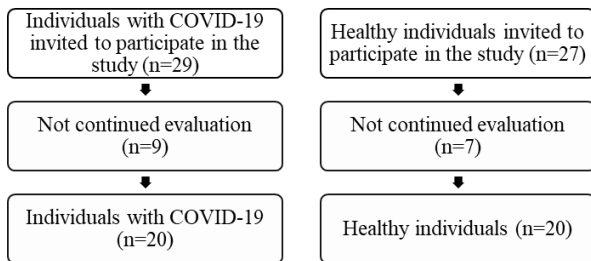 Individuals with COVID-19
invited to participate in the
study (n=29)
Not continued evaluation
(n=9)
Individuals with COVID-19
(n=20)
Healthy individuals invited to
participate in the study (n=27)
Not continued evaluation
(n=7)
Healthy individuals (n=20)